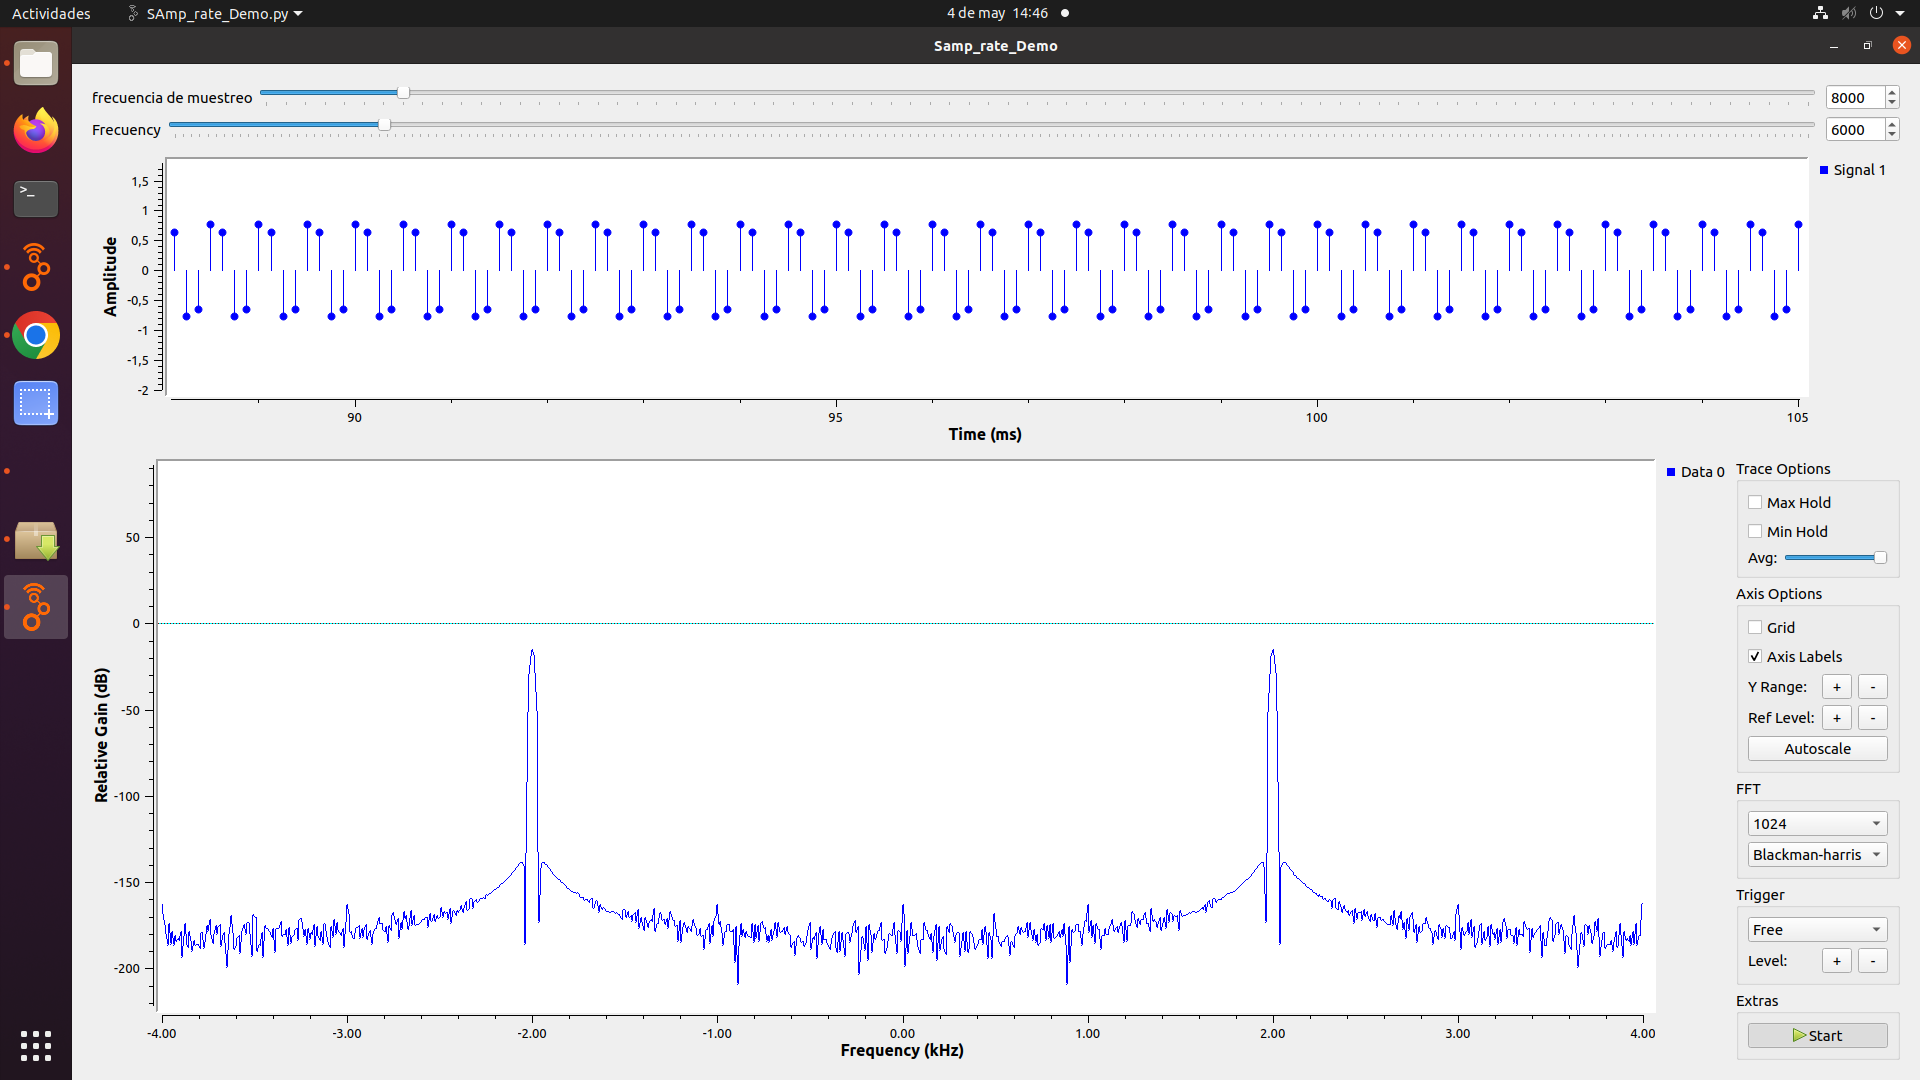 Actividades SAmp_rate_Demo.py 4 de may 14:46
Samp_rate_Demo
frecuencia de muestreo 8000
Frecuency 6000
Signal 1
1,5
1
0,5
0
-0,5
-1
-1,5
-2
Amplitude
90 95 100 105
Time (ms)
Data 0
50
0
-50
-100
-150
-200
Relative Gain (dB)
-4.00 -3.00 -2.00 -1.00 0.00 1.00 2.00 3.00 4.00
Frequency (kHz)
Trace Options
Max Hold
Min Hold
Avg:
Axis Options
Grid
Axis Labels
Y Range: + -
Ref Level: + -
Autoscale
FFT
1024
Blackman-harris
Trigger
Free
Level: + -
Extras
Start